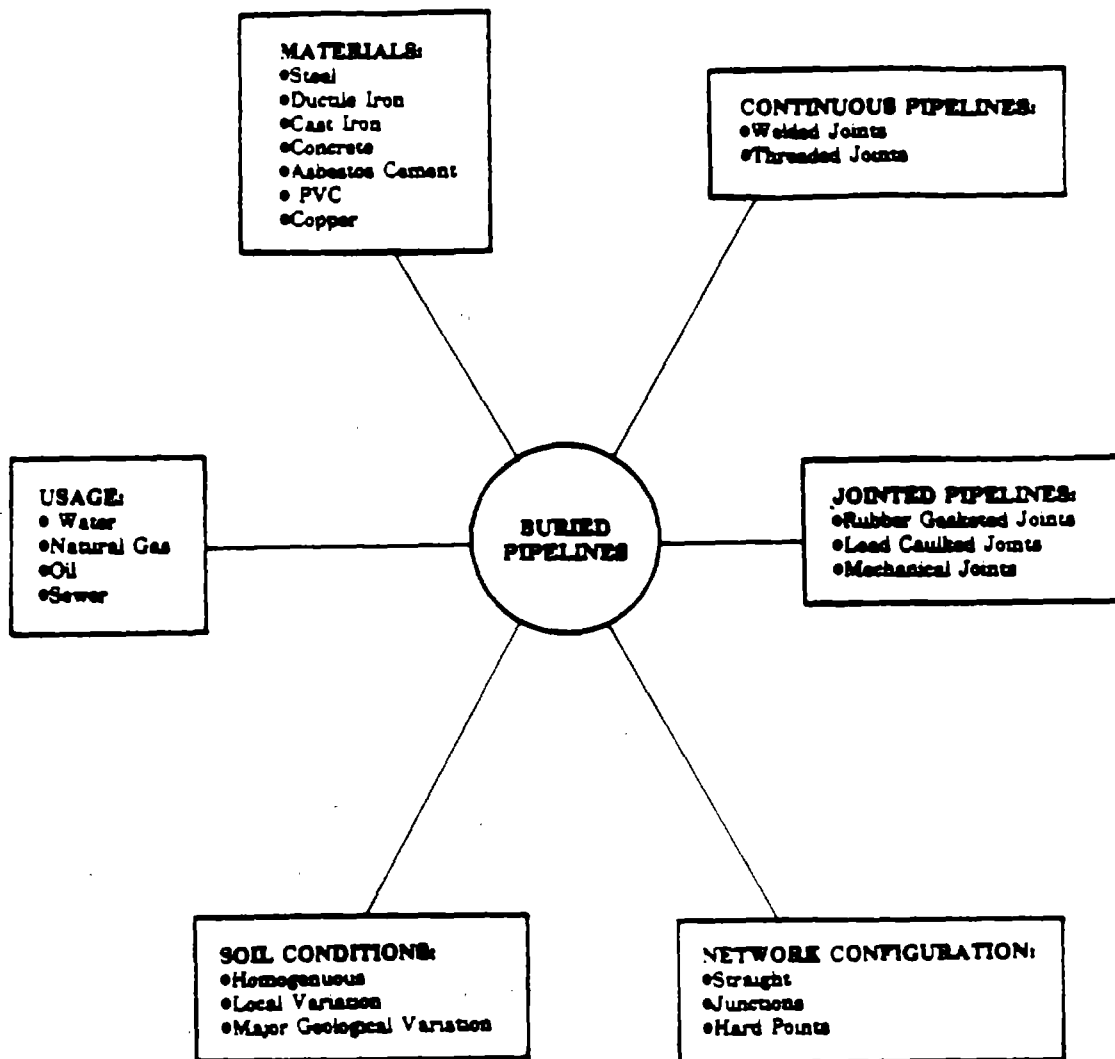 MATERIALS:
•Steel
•Ductile Iron
•Cast Iron
•Concrete
•Asbestos Cement
• PVC
•Copper
CONTINUOUS PIPELINES:
•Welded Joints
•Threaded Joints
USAGE:
• Water
•Natural Gas
•Oil
•Sewer
BURIED
PIPELINES
JOINTED PIPELINES:
•Rubber Gasketed Joints
•Lead Caulked Joints
•Mechanical Joints
SOIL CONDITIONS:
•Homogenuous
•Local Variation
•Major Geological Variation
NETWORK CONFIGURATION:
•Straight
•Junctions
•Hard Points